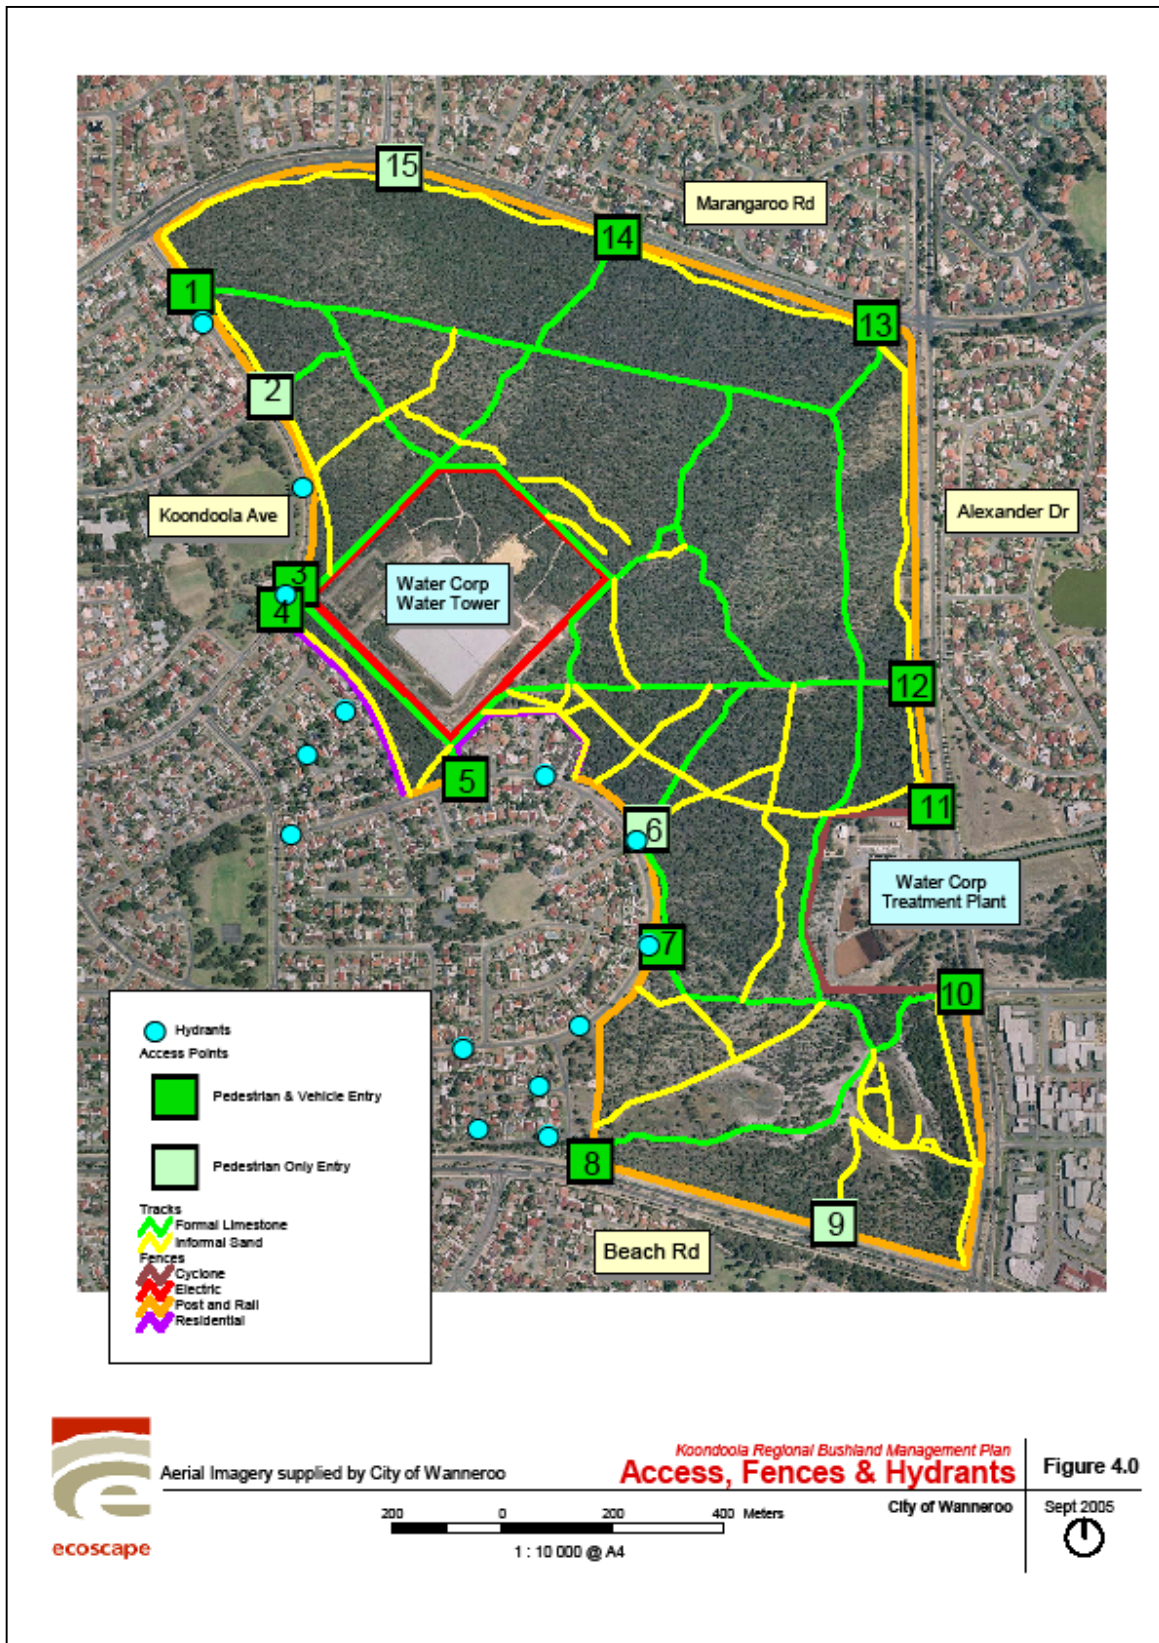 15
Marangaroo Rd
14
1
13
2
Koondoola Ave
Alexander Dr
3
Water Corp
Water Tower
4
12
5
11
6
Water Corp
Treatment Plant
7
10
Hydrants
Access Points
Pedestrian & Vehicle Entry
Pedestrian Only Entry
8
9
Beach Rd
Tracks
Formal Limestone
Informal Sand
Fences
Cyclone
Electric
Post and Rail
Residential
Koondoola Regional Bushland Management Plan
Aerial Imagery supplied by City of Wanneroo
Access, Fences & Hydrants
Figure 4.0
City of Wanneroo
Sept 2005
200 0 200 400 Meters
1 : 10 000 @ A4
ecoscape